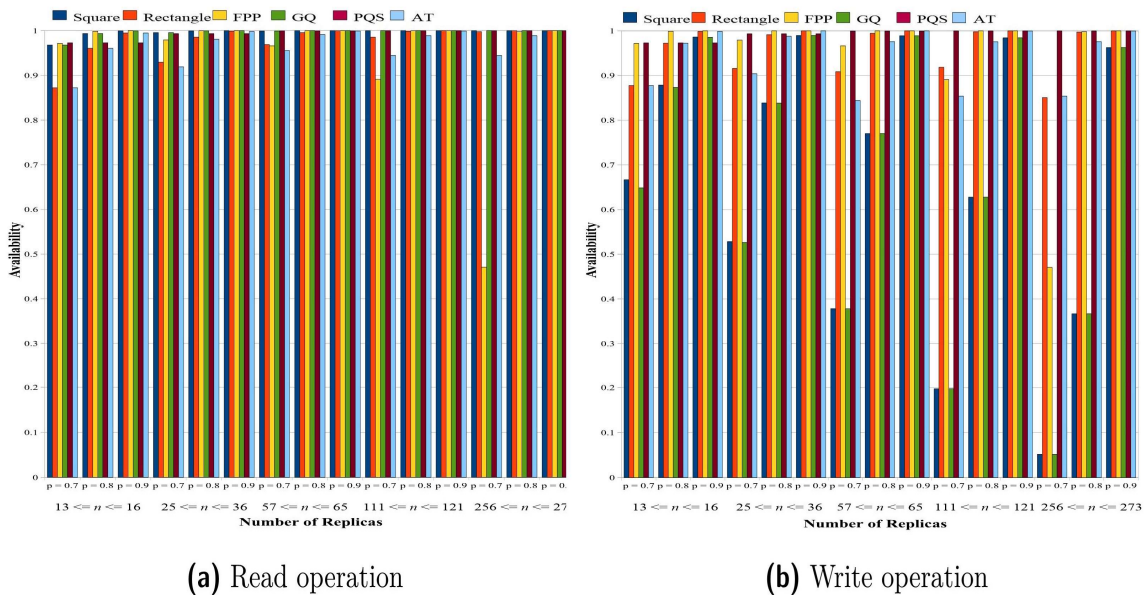 Square Rectangle FPP GQ PQS AT
1
0.9
0.8
0.7
0.6
0.5
0.4
0.3
0.2
0.1
0
Availability
p = 0.7 p = 0.8 p = 0.9 p = 0.7 p = 0.8 p = 0.9 p = 0.7 p = 0.8 p = 0.9 p = 0.7 p = 0.8 p = 0.9 p = 0.7 p = 0.8 p = 0.
13 <= n <= 16 25 <= n <= 36 57 <= n <= 65 111 <= n <= 121 256 <= n <= 27
Number of Replicas
(a) Read operation
Square Rectangle FPP GQ PQS AT
1
0.9
0.8
0.7
0.6
0.5
0.4
0.3
0.2
0.1
0
Availability
p = 0.7 p = 0.8 p = 0.9 p = 0.7 p = 0.8 p = 0.9 p = 0.7 p = 0.8 p = 0.9 p = 0.7 p = 0.8 p = 0.9 p = 0.7 p = 0.8 p = 0.9
13 <= n <= 16 25 <= n <= 36 57 <= n <= 65 111 <= n <= 121 256 <= n <= 273
Number of Replicas
(b) Write operation